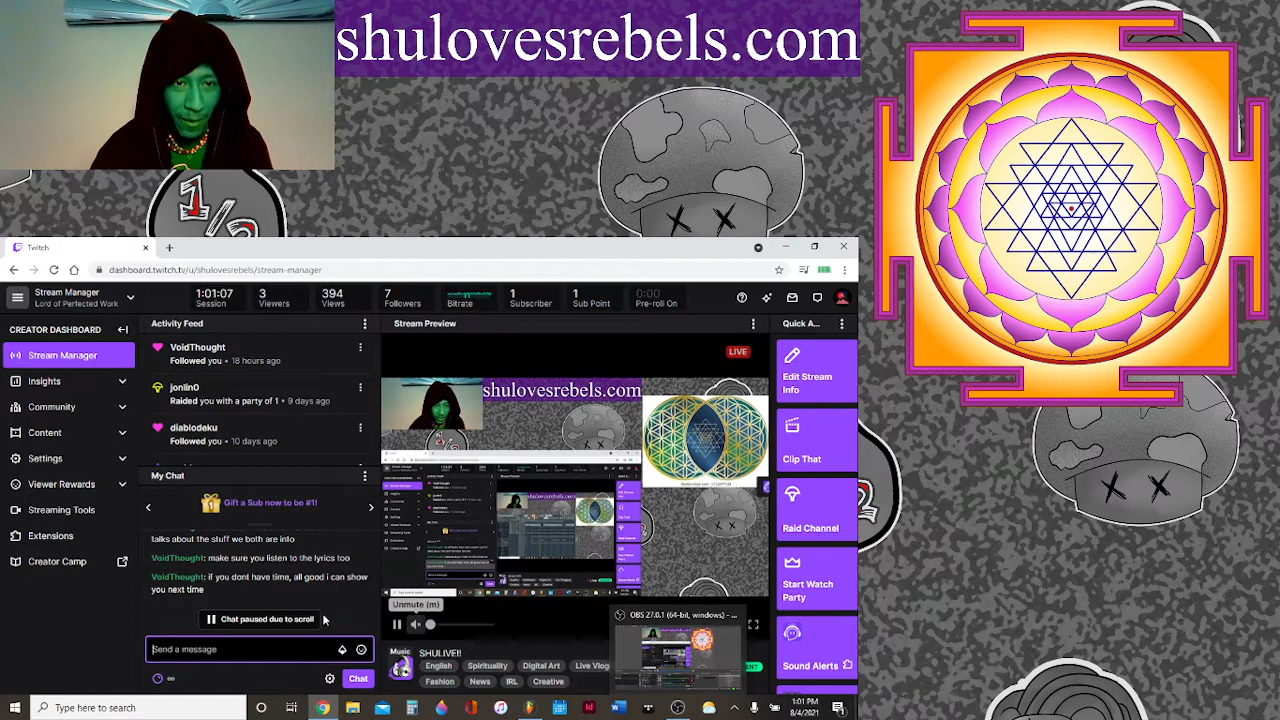 shulovesrebels.com
Twitch
dashboard.twitch.tv/u/shulovesrebels/stream-manager
Stream Manager
Lord of Perfected Work
1:01:07
Session
3
Viewers
394
Views
7
Followers
Bitrate
1
Subscriber
1
Sub Point
0:00
Pre-roll On
CREATOR DASHBOARD
Stream Manager
Insights
Community
Content
Settings
Viewer Rewards
Streaming Tools
Extensions
Creator Camp
Activity Feed
VoidThought
Followed you • 18 hours ago
jonlin0
Raided you with a party of 1 • 9 days ago
diablodeku
Followed you • 10 days ago
My Chat
Gift a Sub now to be #1!
talks about the stuff we both are into
VoidThought: make sure you listen to the lyrics too
VoidThought: if you dont have time, all good i can show
you next time
Chat paused due to scroll
Send a message
Chat
Stream Preview
LIVE
shulovesrebels.com
Unmute (m)
OBS 27.0.1 (64-bit, windows) - ...
Music
SHULIVE!!
English
Spirituality
Digital Art
Live Vlog
Fashion
News
IRL
Creative
Quick A...
Edit Stream
Info
Clip That
Raid Channel
Start Watch
Party
Sound Alerts
Type here to search
1:01 PM
8/4/2021